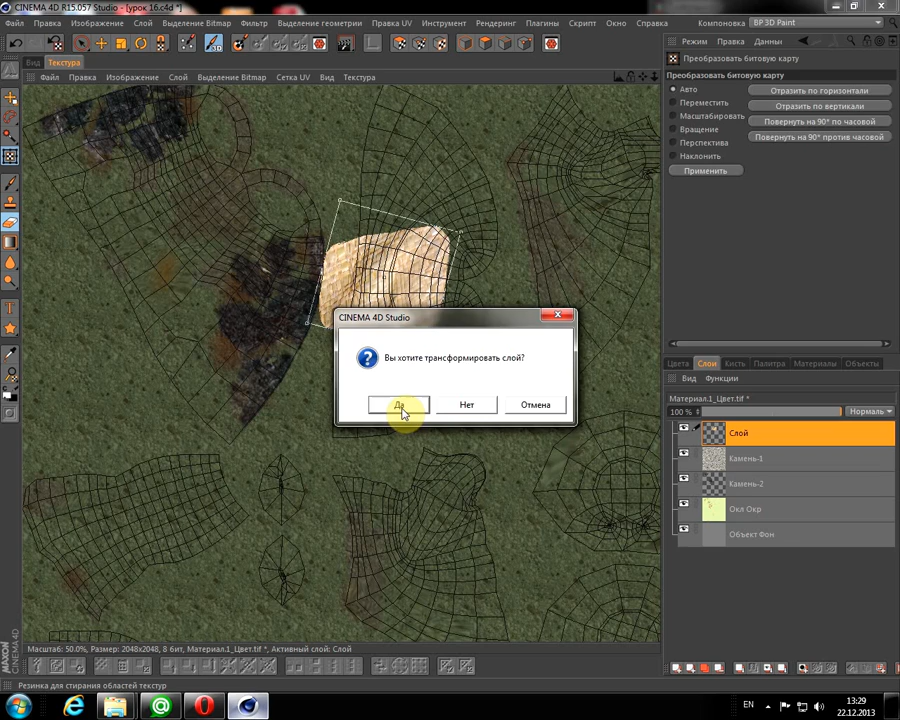 CINEMA 4D R15.057 Studio - [урок 16.c4d *]
Файл Правка Создать Слой Выделение Bitmap Фильтр Выделение геометрии Правка UV Инструмент Рендеринг Плагины Скрипт Окно Справка Компоновка BP 3D Paint
Вид Текстура
Файл Правка Изображение Слой Выделение Bitmap Сетка UV Вид Текстура
Режим Правка Данные
Преобразовать битовую карту
Преобразовать битовую карту
Авто Отразить по горизонтали
Переместить Отразить по вертикали
Масштабировать Повернуть на 90° по часовой
Вращение Повернуть на 90° против часовой
Перспектива
Наклонить
Применить
CINEMA 4D Studio
Вы хотите трансформировать слой?
Да Нет Отмена
Цвета Слои Кисть Палитра Материалы Объекты
Вид Функции
Материал.1_Цвет.tif *
100 % Нормаль
Слой
Камень-1
Камень-2
Окл Окр
Объект Фон
Масштаб: 50.0%, Размер: 2048x2048, 8 бит, Материал.1_Цвет.tif *, Активный слой: Слой
MAXON CINEMA 4D
Резинка для стирания областей текстур
EN 13:29
22.12.2013